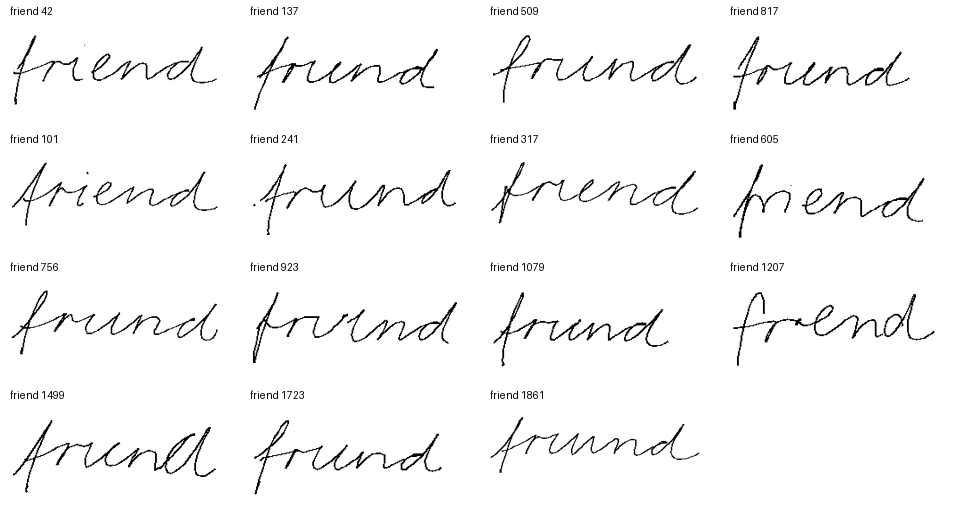 friend 42 friend 137 friend 509 friend 817
friend friend friend friend
friend 101 friend 241 friend 317 friend 605
friend friend friend friend
friend 756 friend 923 friend 1079 friend 1207
friend friend friend friend
friend 1499 friend 1723 friend 1861
friend friend friend